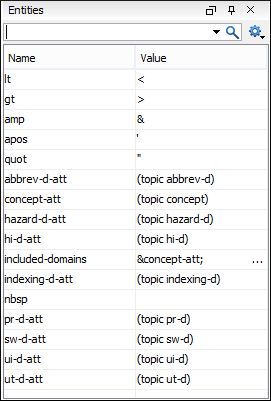 Entities
Name Value
lt <
gt >
amp &
apos '
quot "
abbrev-d-att (topic abbrev-d)
concept-att (topic concept)
hazard-d-att (topic hazard-d)
hi-d-att (topic hi-d)
included-domains &concept-att; ...
indexing-d-att (topic indexing-d)
nbsp
pr-d-att (topic pr-d)
sw-d-att (topic sw-d)
ui-d-att (topic ui-d)
ut-d-att (topic ut-d)